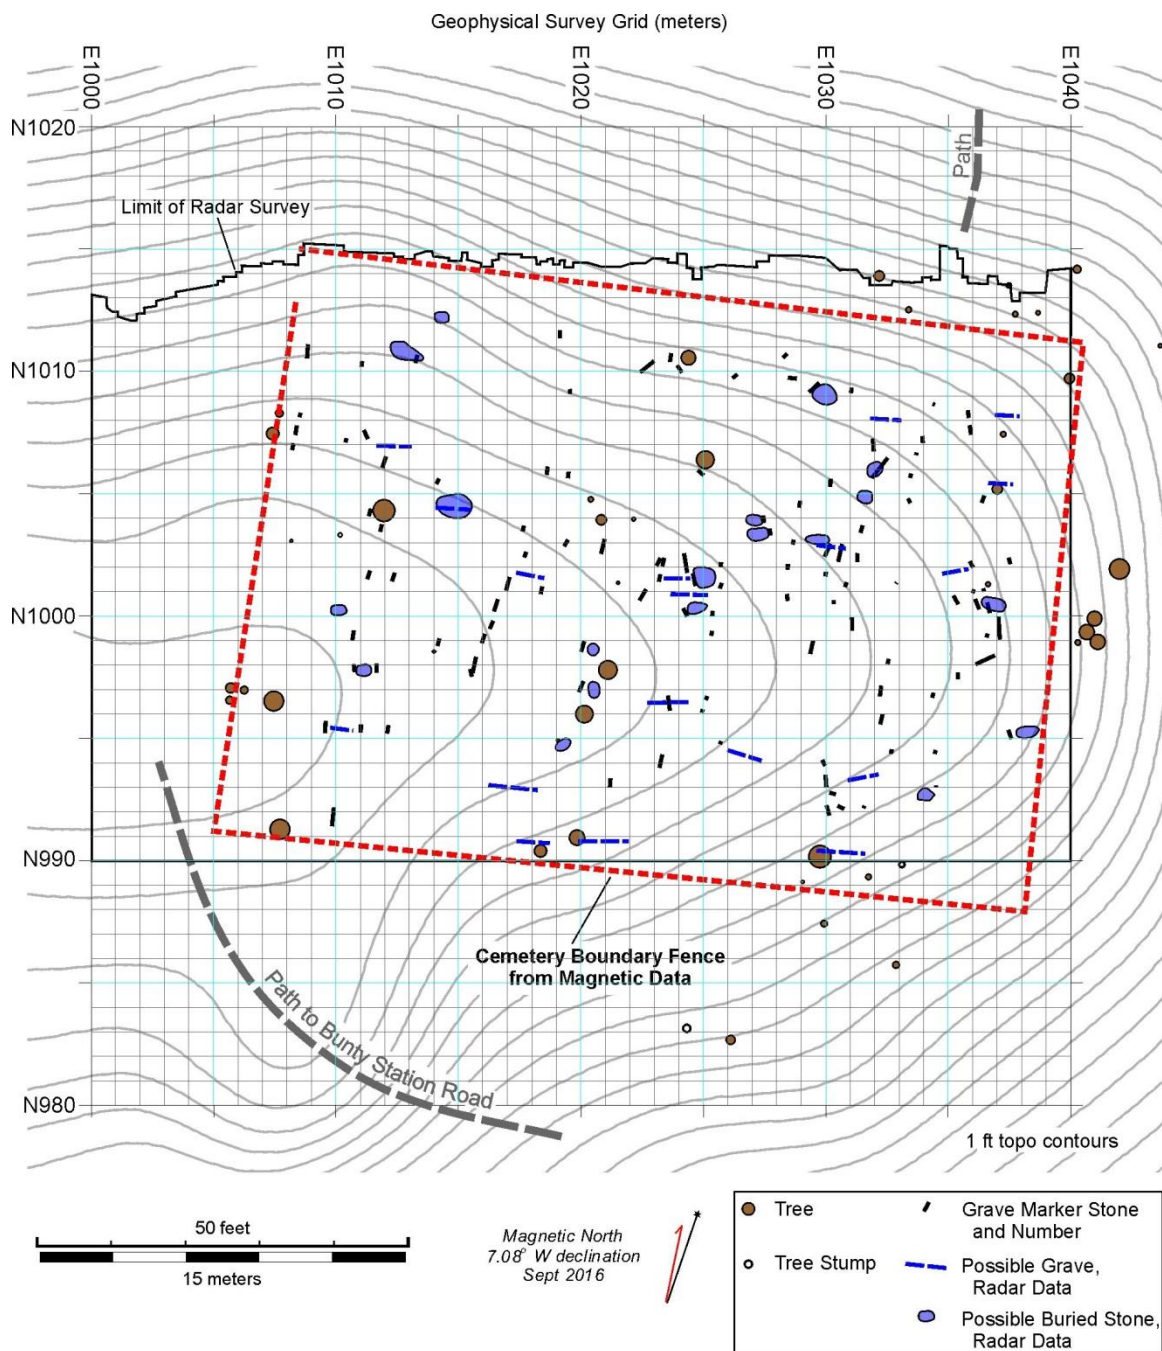 Geophysical Survey Grid (meters)
E1000
E1010
E1020
E1030
E1040
N1020
Path
Limit of Radar Survey
N1010
N1000
N990
Cemetery Boundary Fence
from Magnetic Data
Path to Bunty Station Road
N980
1 ft topo contours
50 feet
15 meters
Magnetic North
7.08° W declination
Sept 2016
Tree
Tree Stump
Grave Marker Stone
and Number
Possible Grave,
Radar Data
Possible Buried Stone,
Radar Data